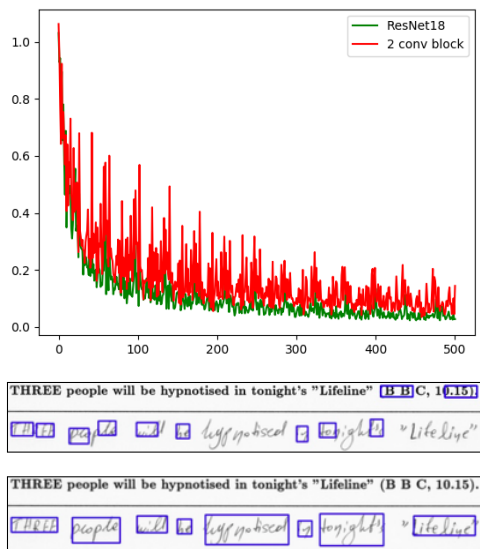 ResNet18
2 conv block
1.0
0.8
0.6
0.4
0.2
0.0
0 100 200 300 400 500
THREE people will be hypnotised in tonight's "Lifeline" (B B C, 10.15).
THREE people will be hypnotised in tonight's "Lifeline"
THREE people will be hypnotised in tonight's "Lifeline" (B B C, 10.15).
THREE people will be hypnotised in tonight's "Lifeline"